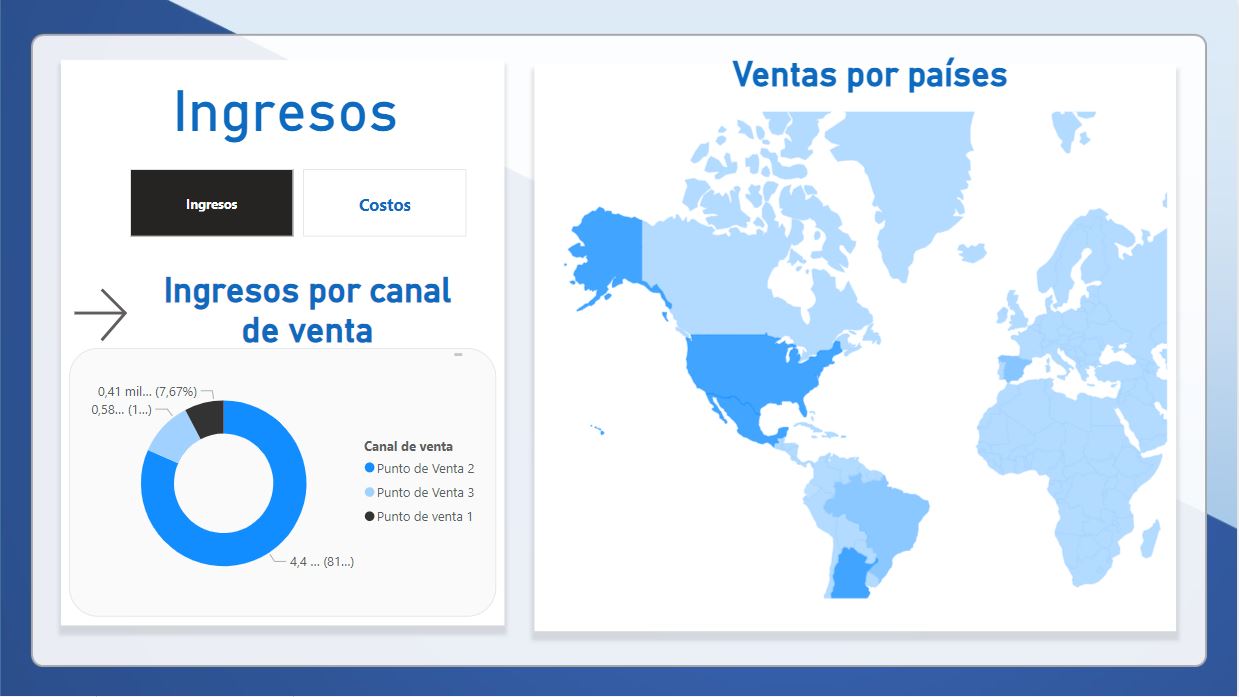 Ingresos
Ingresos
Costos
Ingresos por canal
de venta
0,41 mil... (7,67%)
0,58... (1...)
4,4 ... (81...)
Canal de venta
Punto de Venta 2
Punto de Venta 3
Punto de venta 1
Ventas por países